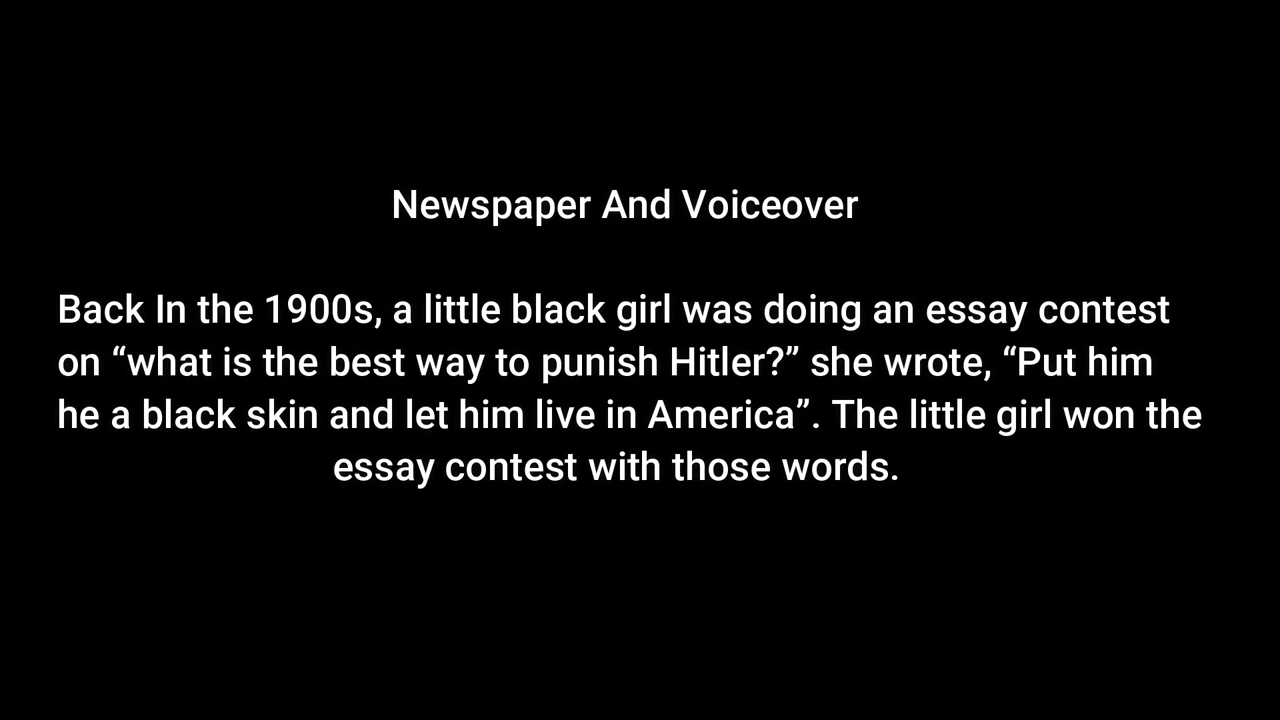 Newspaper And Voiceover
Back In the 1900s, a little black girl was doing an essay contest
on “what is the best way to punish Hitler?” she wrote, “Put him
he a black skin and let him live in America”. The little girl won the
essay contest with those words.